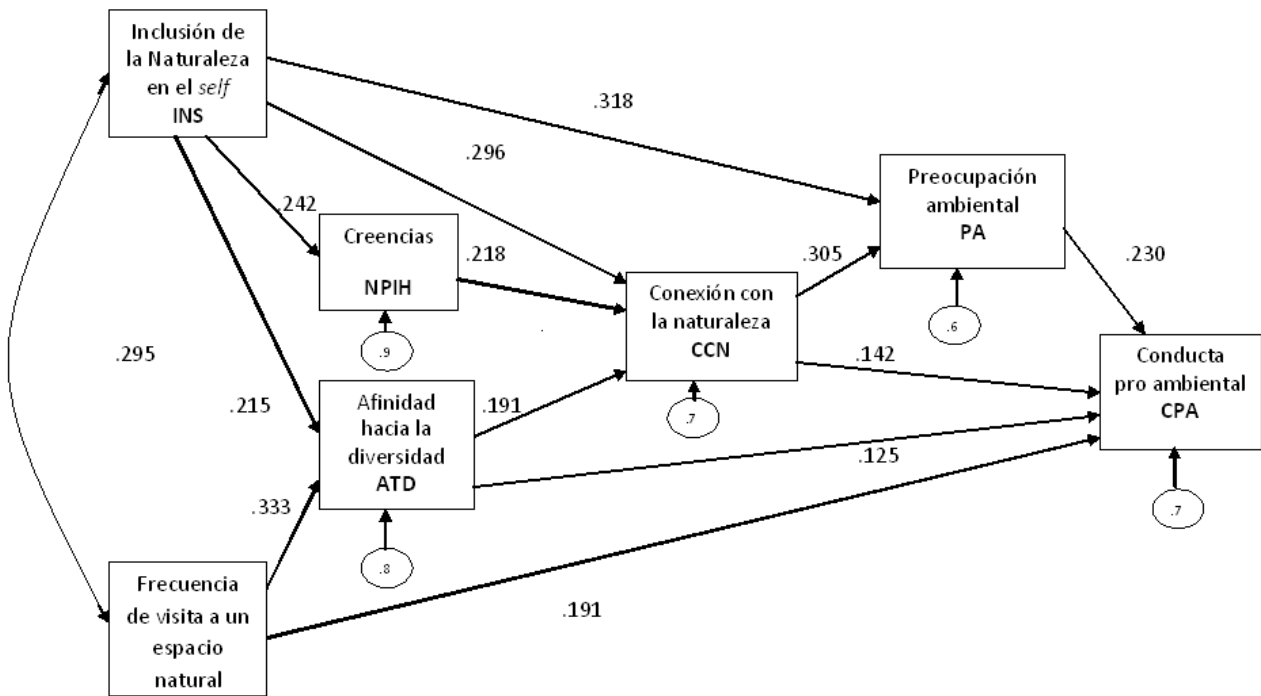 Inclusión de
la Naturaleza
en el self
INS
.318
.296
Preocupación
ambiental
PA
.242
Creencias
NPIH
.218
.305
.230
Conexión con
la naturaleza
CCN
.9
.6
.295
.142
Conducta
pro ambiental
CPA
.215
Afinidad
hacia la
diversidad
ATD
.191
.7
.125
.333
.7
.8
Frecuencia
de visita a un
espacio
natural
.191